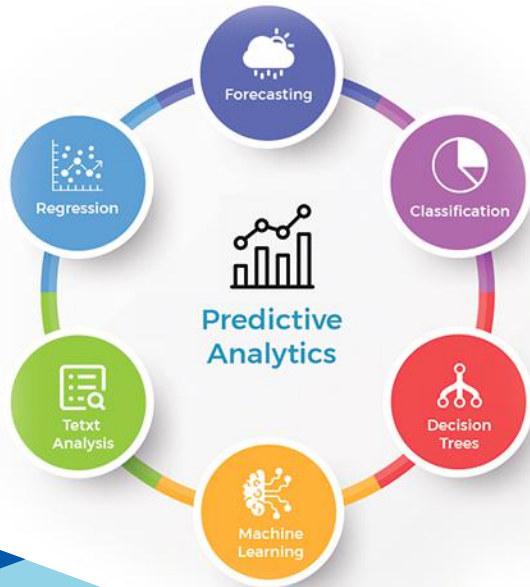 Forecasting
Regression
Classification
Predictive
Analytics
Tetxt
Analysis
Decision
Trees
Machine
Learning